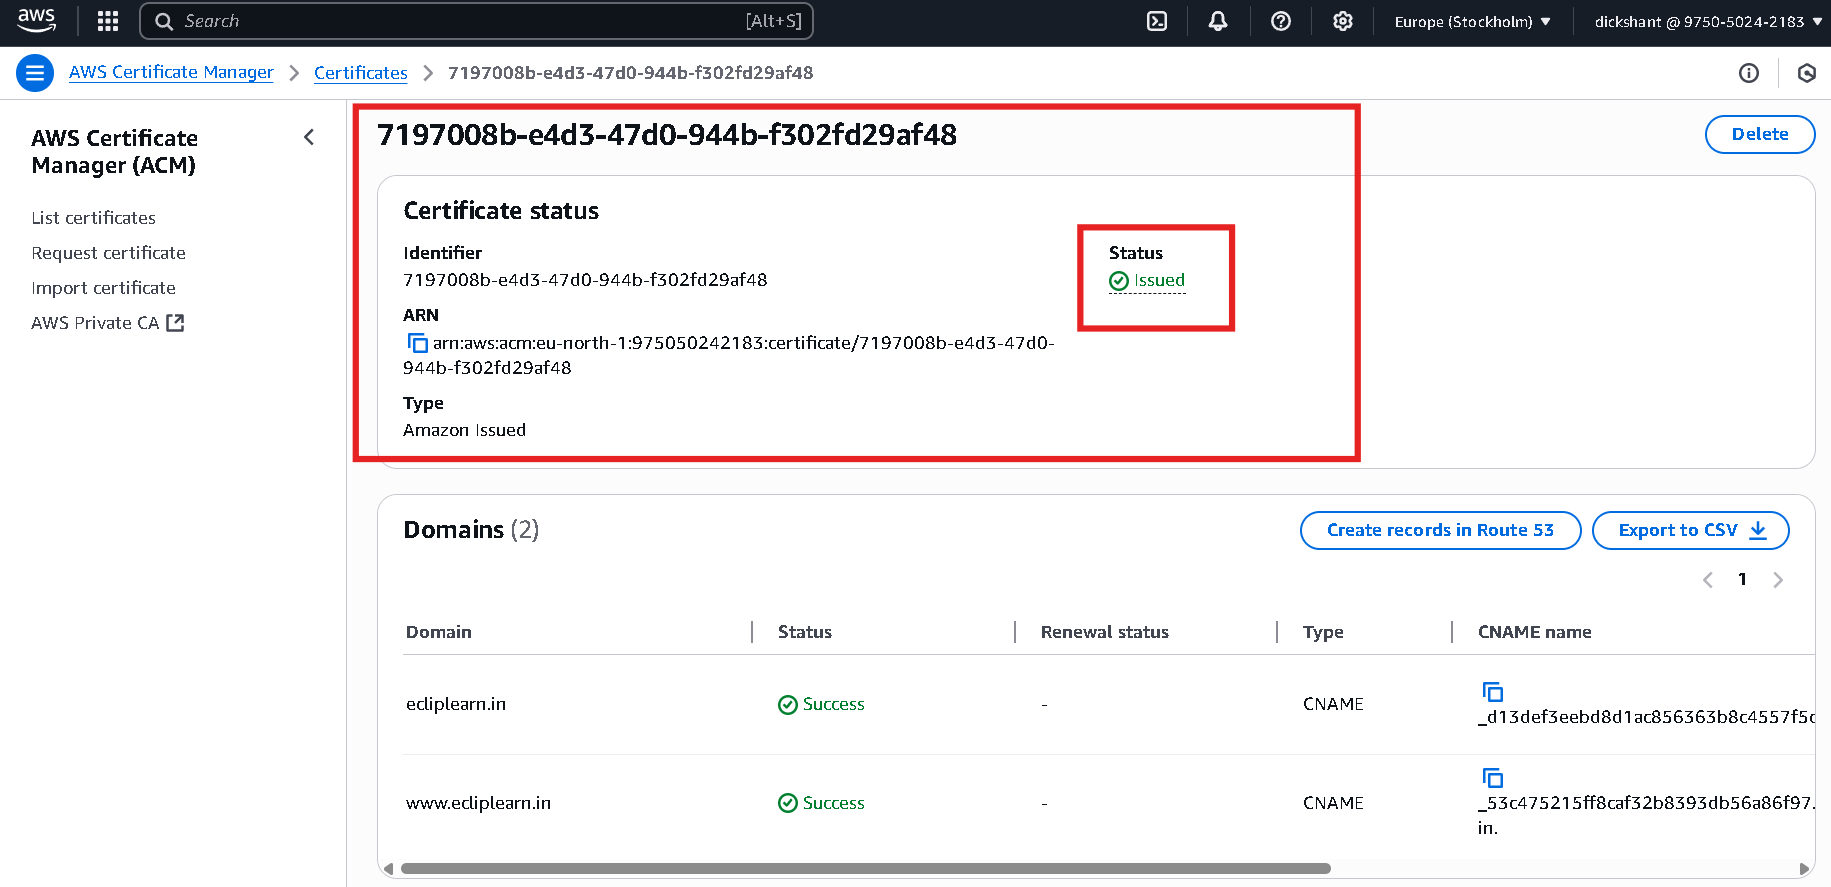 aws
Search
[Alt+S]
Europe (Stockholm)
dickshant @ 9750-5024-2183
AWS Certificate Manager
Certificates
7197008b-e4d3-47d0-944b-f302fd29af48
AWS Certificate
Manager (ACM)
List certificates
Request certificate
Import certificate
AWS Private CA
7197008b-e4d3-47d0-944b-f302fd29af48
Delete
Certificate status
Identifier
7197008b-e4d3-47d0-944b-f302fd29af48
Status
Issued
ARN
arn:aws:acm:eu-north-1:975050242183:certificate/7197008b-e4d3-47d0-
944b-f302fd29af48
Type
Amazon Issued
Domains (2)
Create records in Route 53
Export to CSV
1
Domain
Status
Renewal status
Type
CNAME name
ecliplearn.in
Success
-
CNAME
_d13def3eebd8d1ac856363b8c4557f5c
www.ecliplearn.in
Success
-
CNAME
_53c475215ff8caf32b8393db56a86f97.
in.